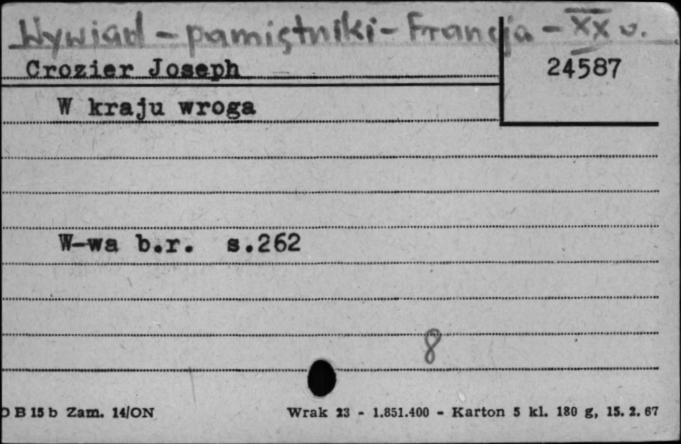 Wywiad - pamiętniki - Francja - XX w.
Crozier Joseph
24587
W kraju wroga
W-wa b.r. s.262
8
B 15 b Zam. 14/ON
Wrak 23 - 1.851.400 - Karton 5 kl. 180 g, 15.2.67